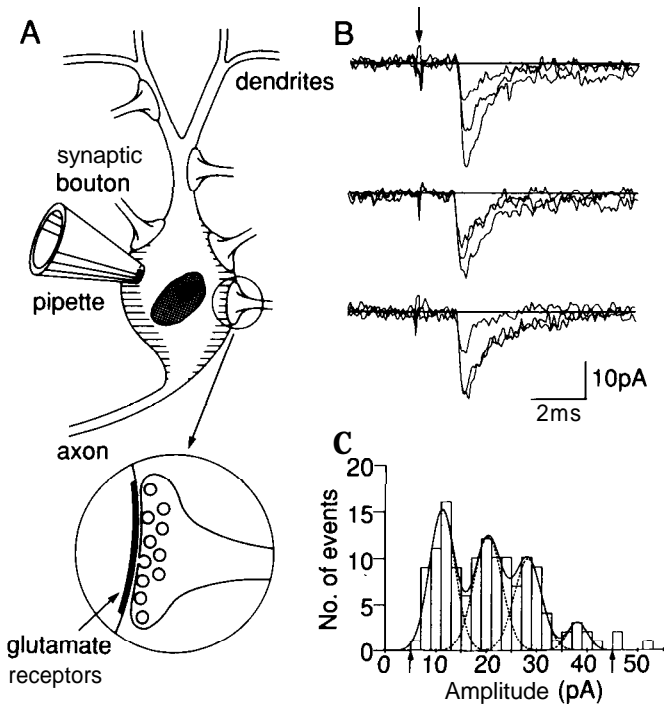 A
dendrites
synaptic
bouton
pipette
axon
glutamate
receptors
B
10pA
2ms
C
No. of events
20
15
10
5
0
0 10 20 30 40 50
Amplitude (pA)